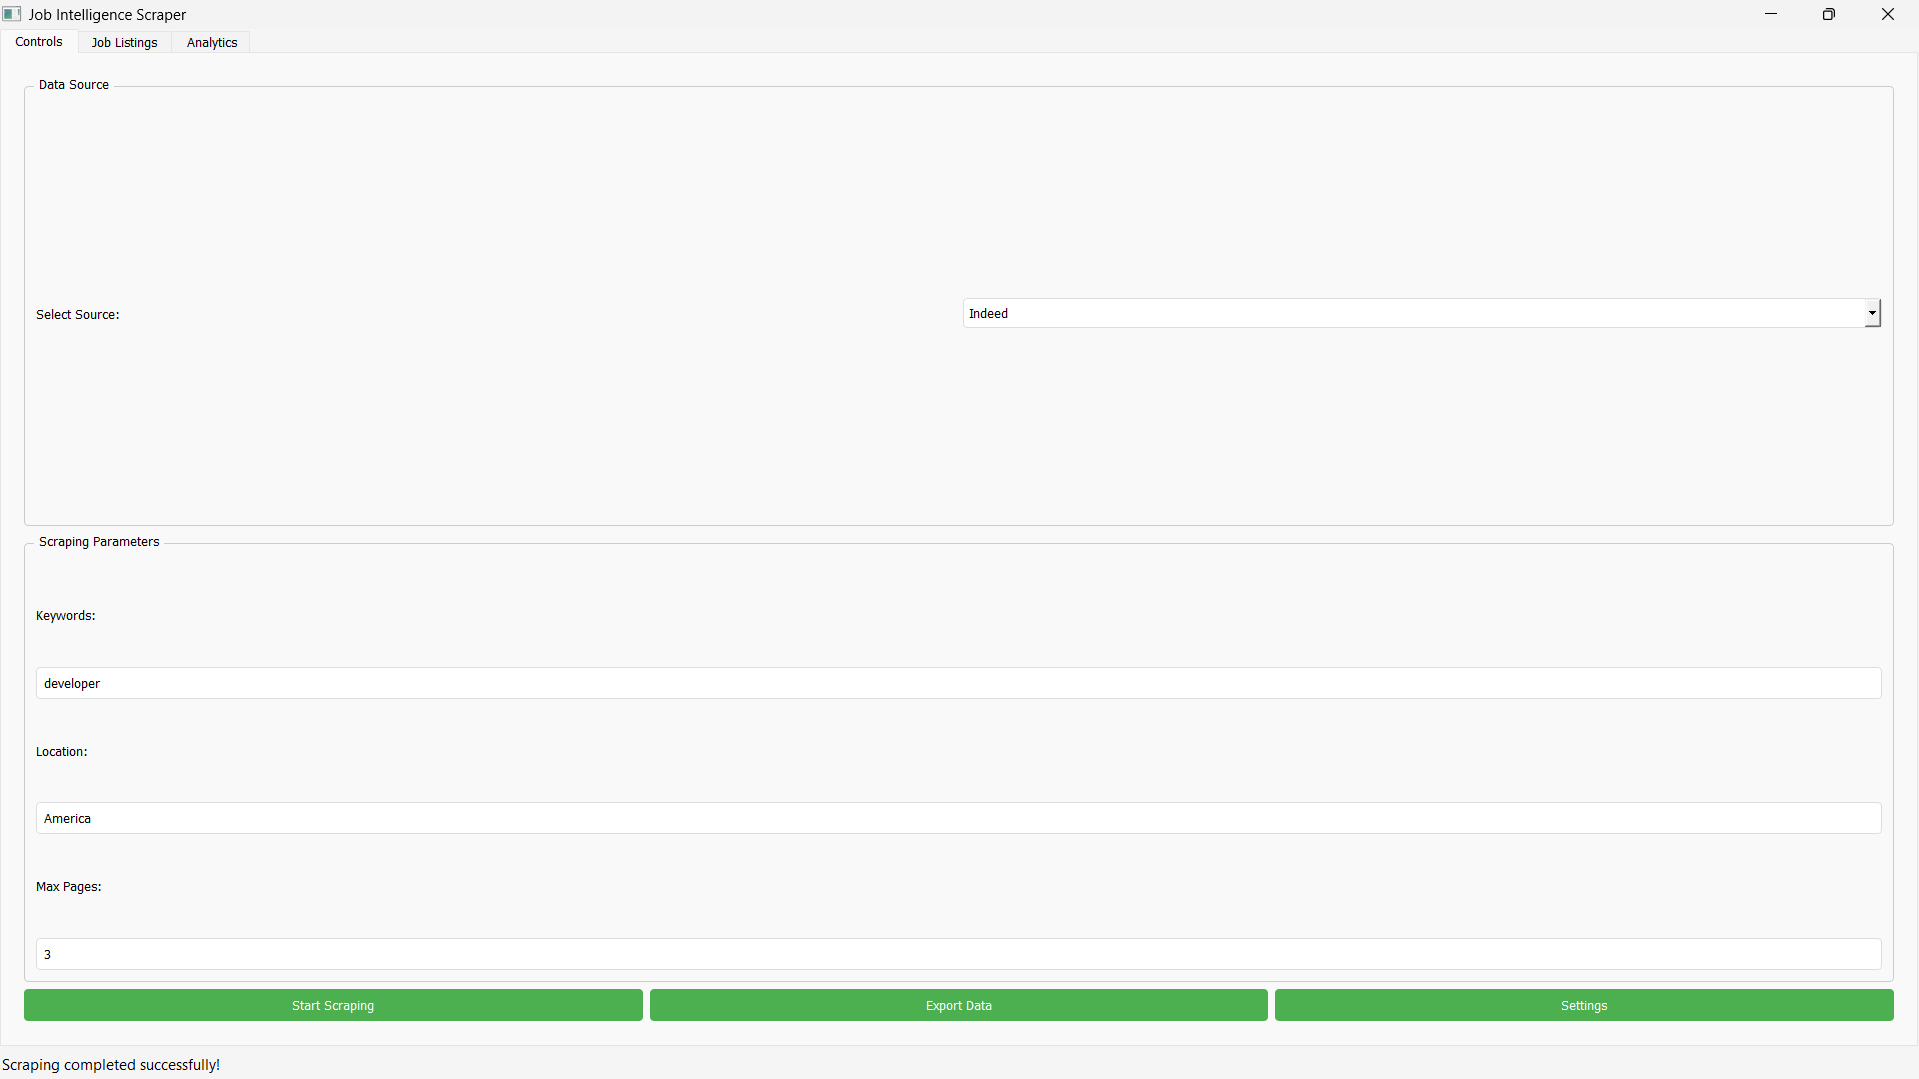 Job Intelligence Scraper
Controls Job Listings Analytics
Data Source
Select Source: Indeed
Scraping Parameters
Keywords:
developer
Location:
America
Max Pages:
3
Start Scraping Export Data Settings
Scraping completed successfully!